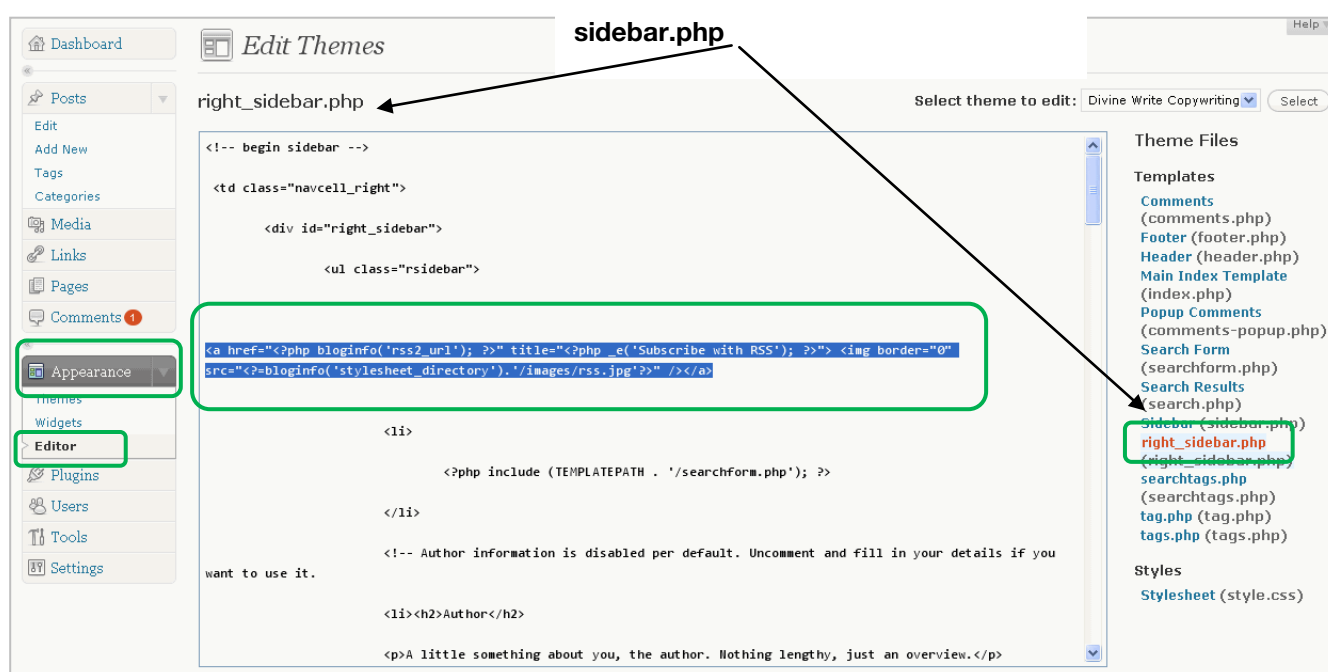 sidebar.php
Help
Dashboard
Edit Themes
Posts
Edit
Add New
Tags
Categories
Media
Links
Pages
Comments 1
Appearance
Themes
Widgets
Editor
Plugins
Users
Tools
Settings
right_sidebar.php
Select theme to edit: Divine Write Copywriting Select
<!-- begin sidebar -->
<td class="navcell_right">
<div id="right_sidebar">
<ul class="rsidebar">
<a href="<?php bloginfo('rss2_url'); ?>" title="<?php _e('Subscribe with RSS'); ?>"> <img border="0"
src="<?=bloginfo('stylesheet_directory').'/images/rss.jpg'?>" /></a>
<li>
<?php include (TEMPLATEPATH . '/searchform.php'); ?>
</li>
<!-- Author information is disabled per default. Uncomment and fill in your details if you
want to use it.
<li><h2>Author</h2>
<p>A little something about you, the author. Nothing lengthy, just an overview.</p>
Theme Files
Templates
Comments
(comments.php)
Footer (footer.php)
Header (header.php)
Main Index Template
(index.php)
Popup Comments
(comments-popup.php)
Search Form
(searchform.php)
Search Results
(search.php)
Sidebar (sidebar.php)
right_sidebar.php
(right_sidebar.php)
searchtags.php
(searchtags.php)
tag.php (tag.php)
tags.php (tags.php)
Styles
Stylesheet (style.css)